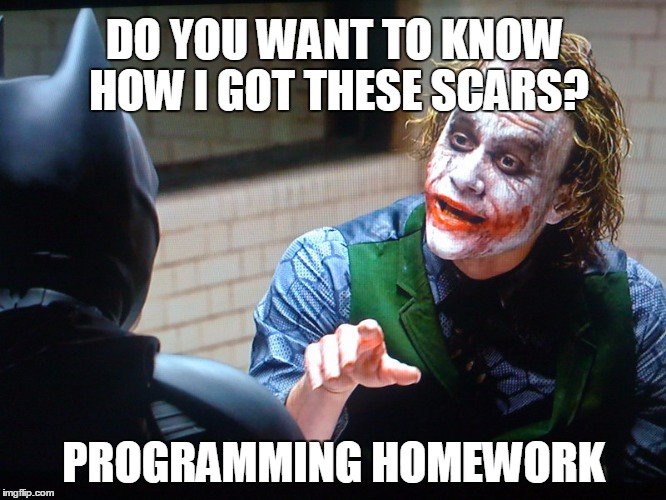 DO YOU WANT TO KNOW
HOW I GOT THESE SCARS?
PROGRAMMING HOMEWORK
imgflip.com